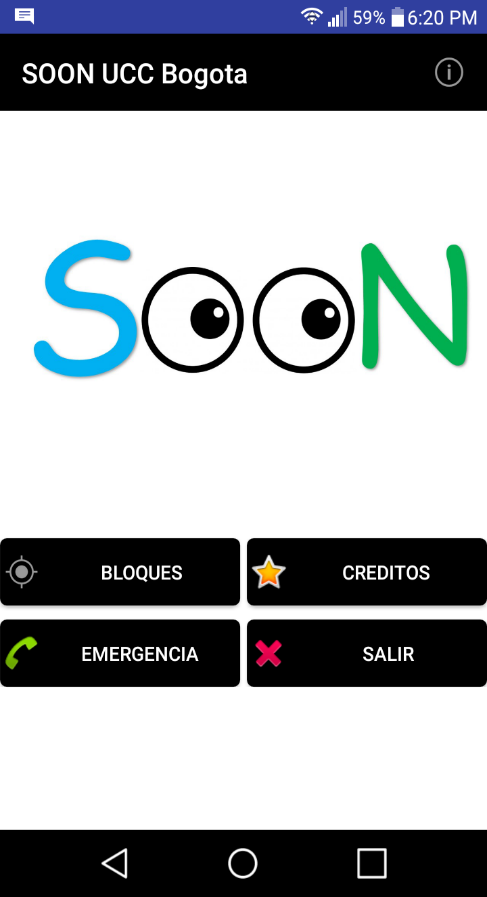 59% 6:20 PM
SOON UCC Bogota
SooN
BLOQUES
CREDITOS
EMERGENCIA
SALIR